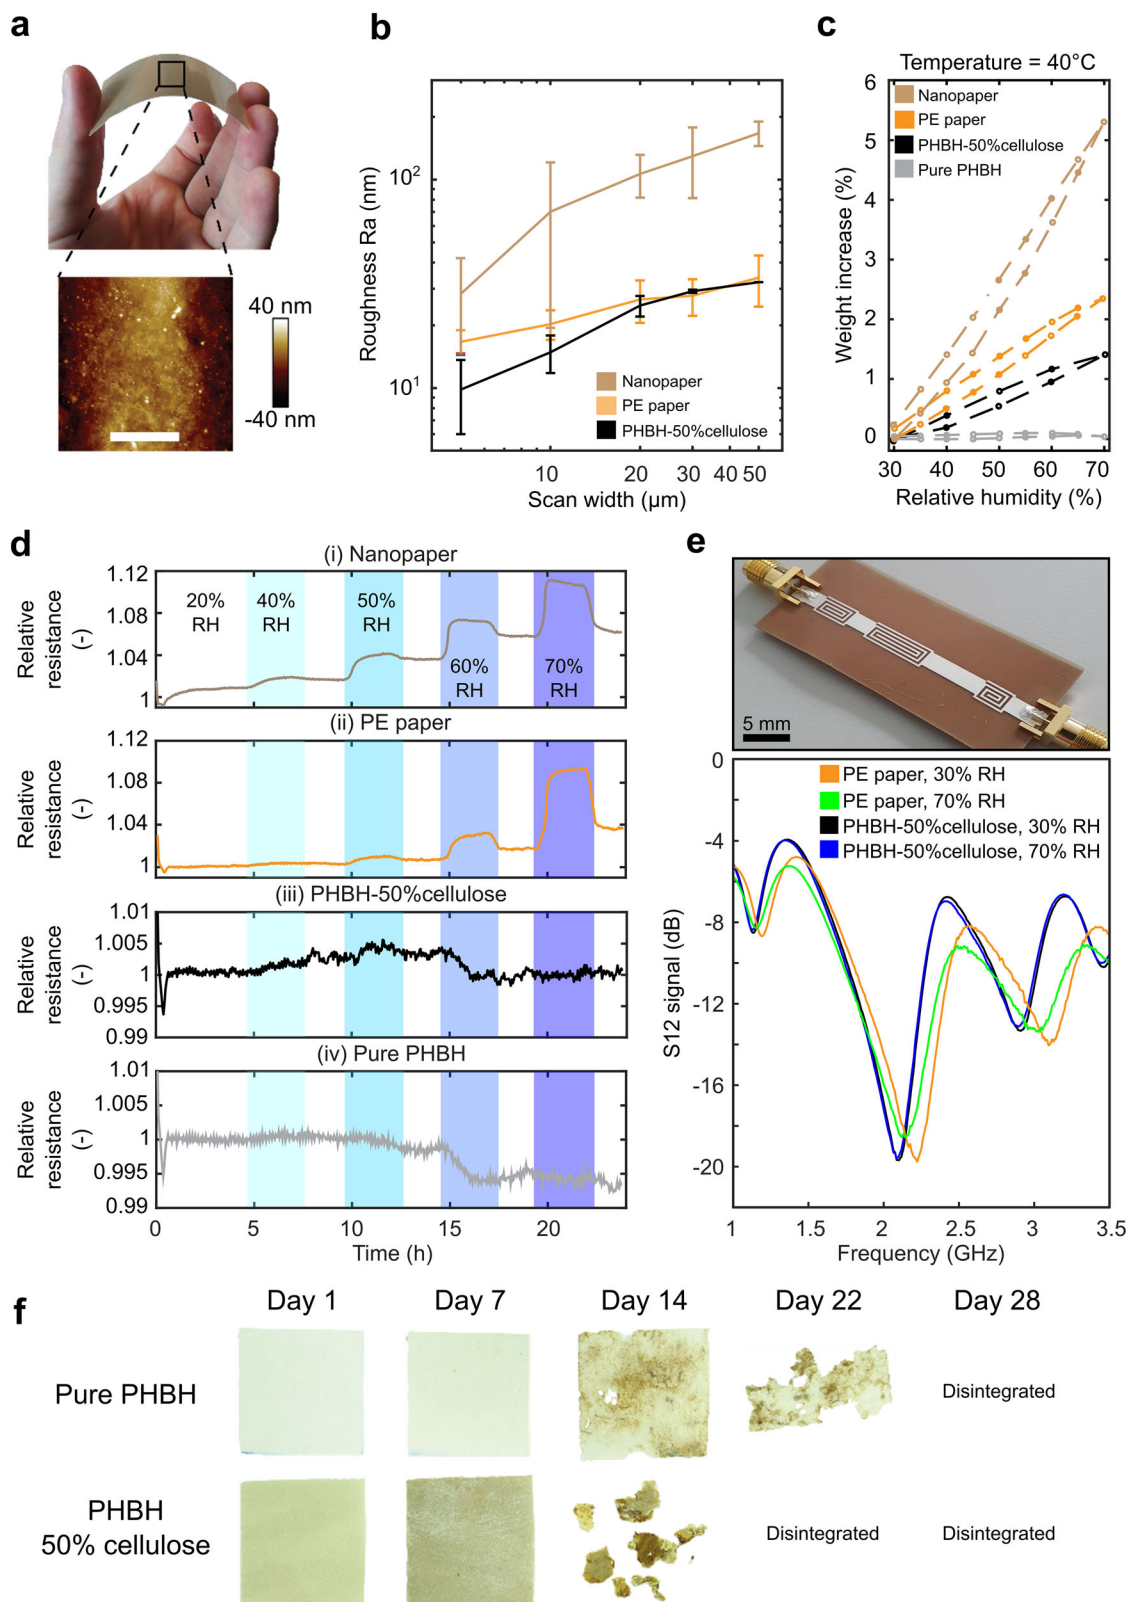 a
40 nm
-40 nm
b
10²
10¹
Roughness Ra (nm)
Nanopaper
PE paper
PHBH-50%cellulose
10 20 30 40 50
Scan width (µm)
c
Temperature = 40°C
6
5
4
3
2
1
0
Weight increase (%)
Nanopaper
PE paper
PHBH-50%cellulose
Pure PHBH
30 40 50 60 70
Relative humidity (%)
d
(i) Nanopaper
Relative
resistance
(-)
1.12
1.08
1.04
1
20%
RH
40%
RH
50%
RH
60%
RH
70%
RH
(ii) PE paper
Relative
resistance
(-)
1.12
1.08
1.04
1
(iii) PHBH-50%cellulose
Relative
resistance
(-)
1.01
1.005
1
0.995
0.99
(iv) Pure PHBH
Relative
resistance
(-)
1.01
1.005
1
0.995
0.99
0 5 10 15 20
Time (h)
e
5 mm
0
-4
-8
-12
-16
-20
S12 signal (dB)
PE paper, 30% RH
PE paper, 70% RH
PHBH-50%cellulose, 30% RH
PHBH-50%cellulose, 70% RH
1 1.5 2 2.5 3 3.5
Frequency (GHz)
f
Day 1 Day 7 Day 14 Day 22 Day 28
Pure PHBH
Disintegrated
PHBH
50% cellulose
Disintegrated Disintegrated